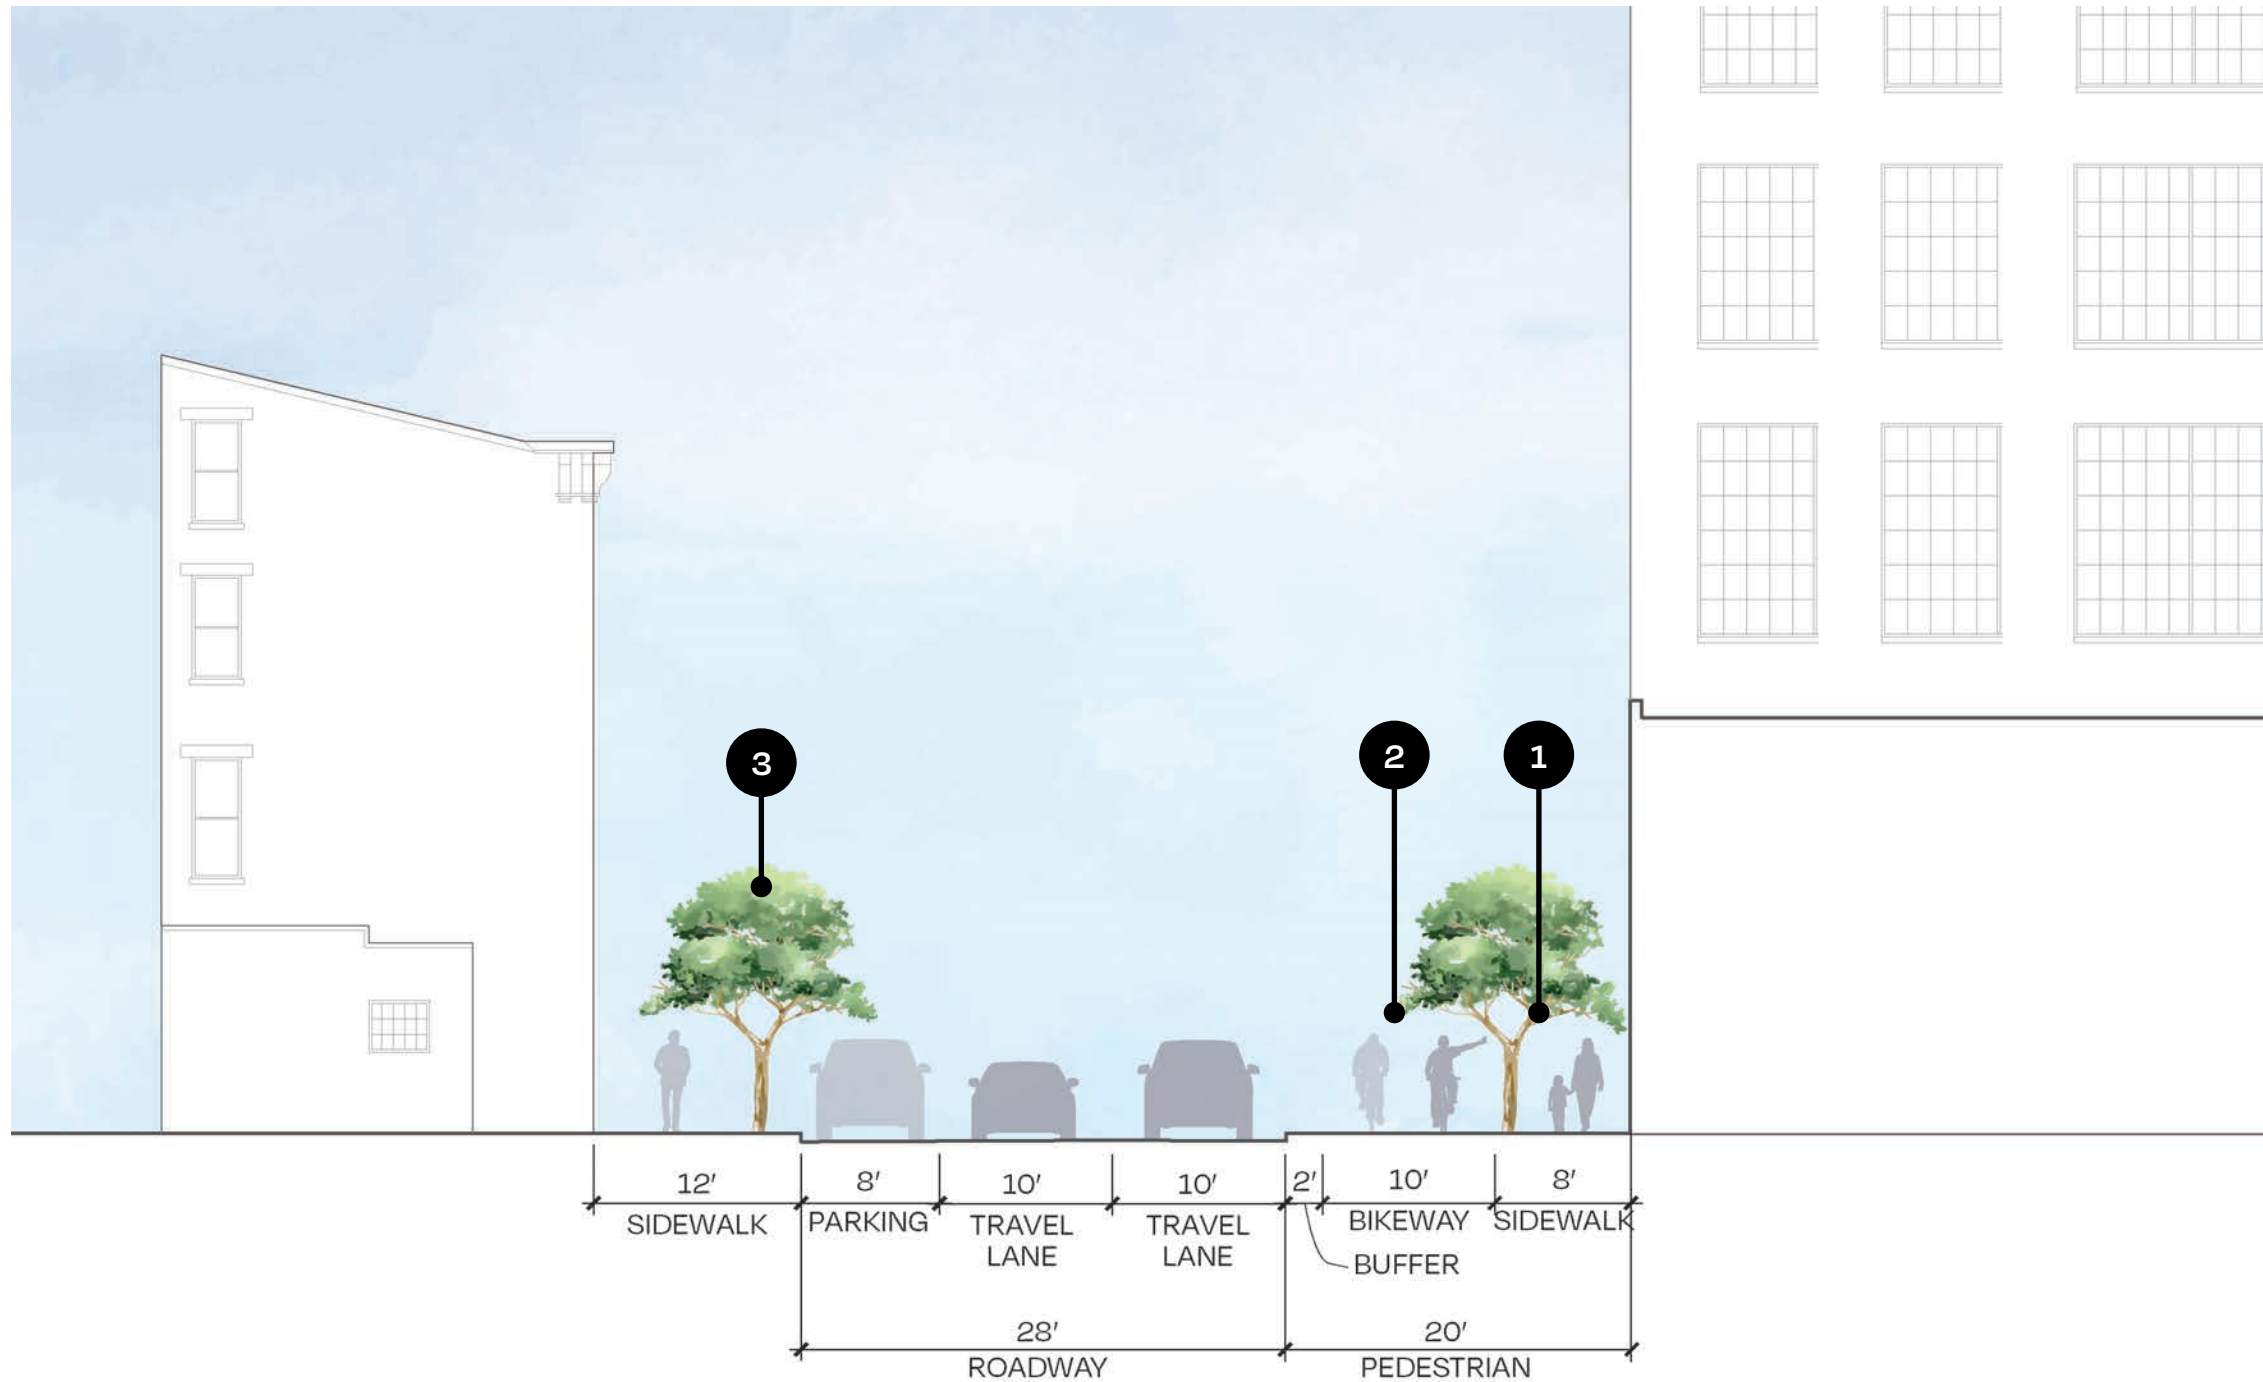 3
2
1
12' 8' 10' 10' 2' 10' 8'
SIDEWALK PARKING TRAVEL LANE TRAVEL LANE BIKEWAY SIDEWALK
BUFFER
28' 20'
ROADWAY PEDESTRIAN